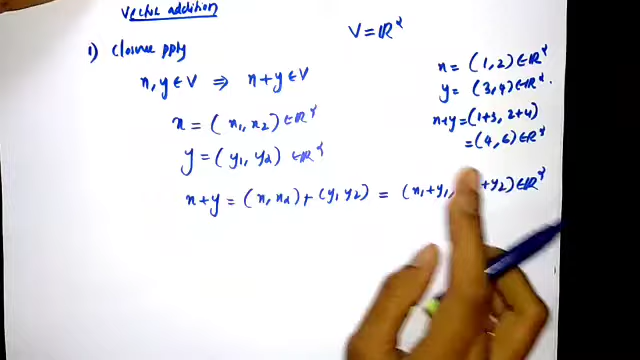 Vector addition
V = ℝ²
1) closure ppty
x, y ∈ V ⇒ x+y ∈ V
x = (x₁, x₂) ∈ ℝ²
y = (y₁, y₂) ∈ ℝ²
x+y = (x₁ x₂) + (y₁ y₂) = (x₁+y₁, +y₂) ∈ ℝ²
x = (1, 2) ∈ ℝ²
y = (3, 4) ∈ ℝ².
x+y = (1+3, 2+4)
= (4, 6) ∈ ℝ²